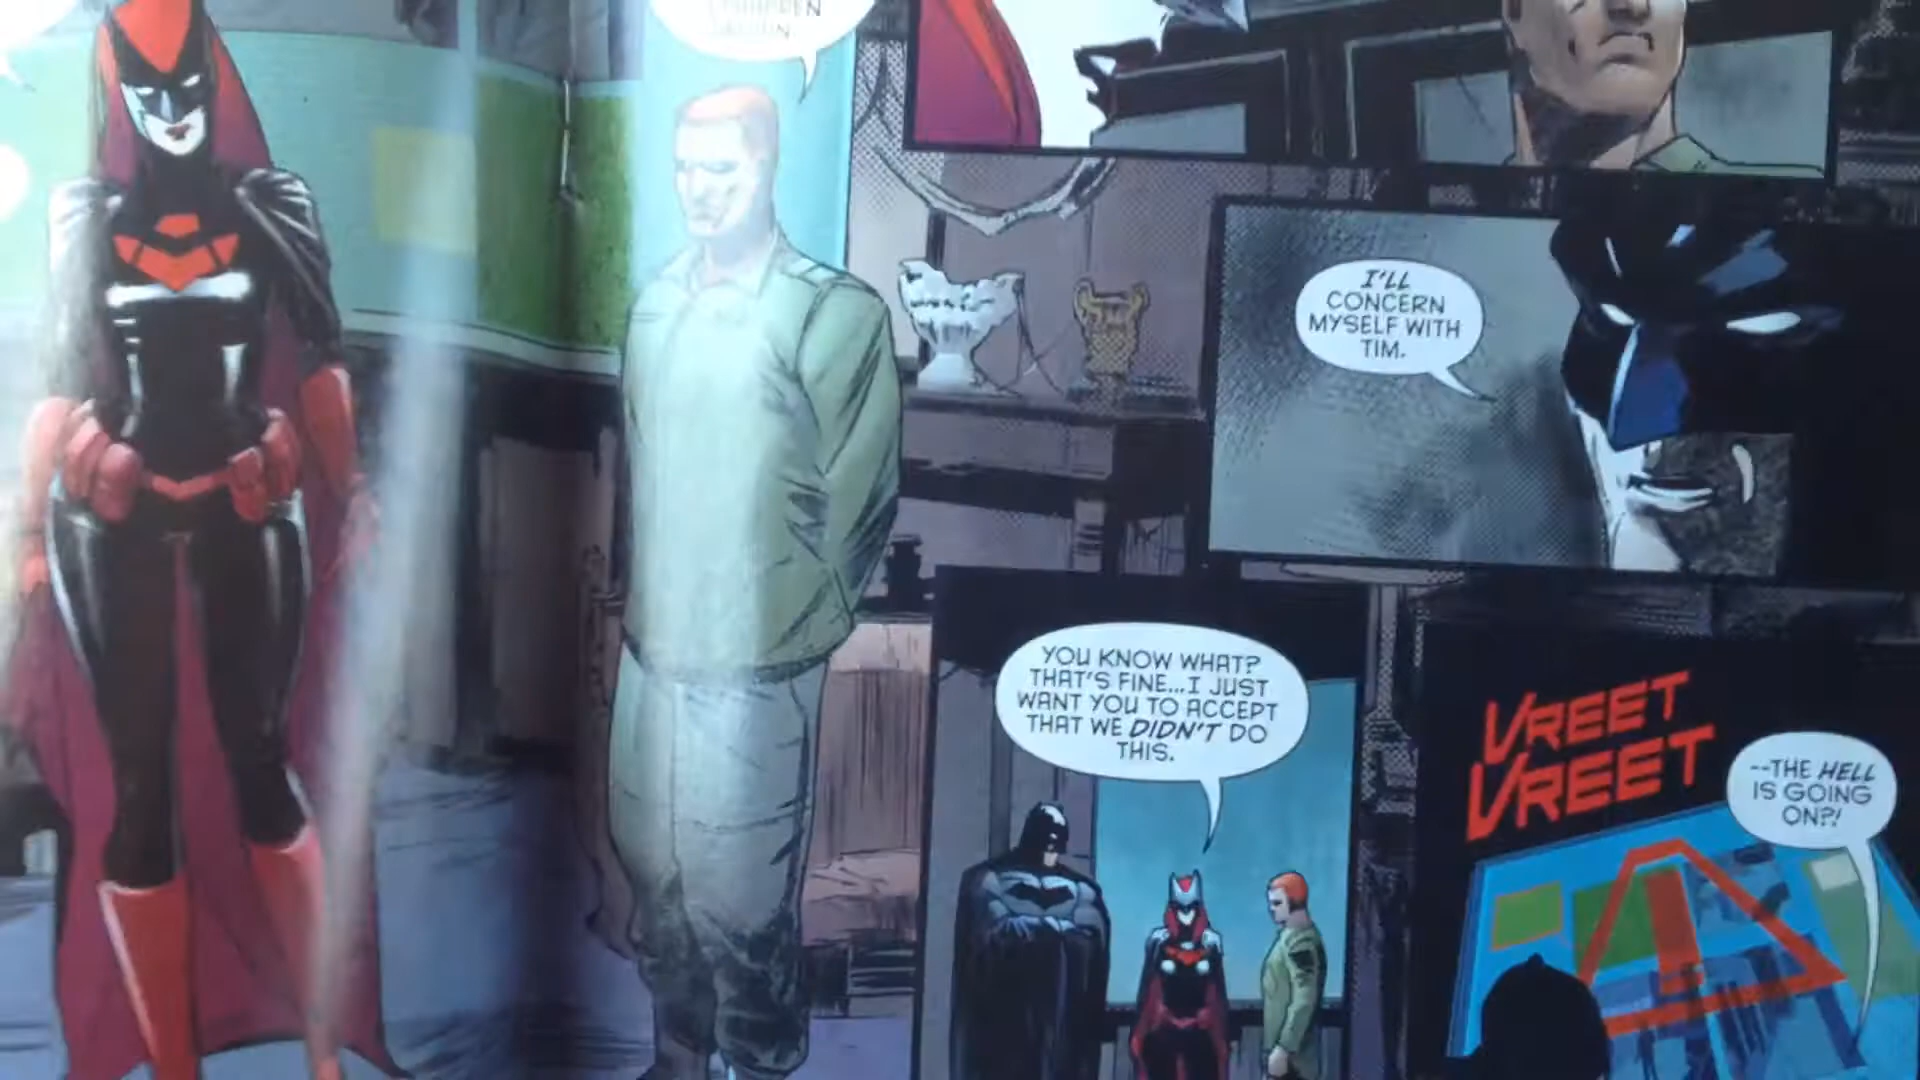 I'LL
CONCERN
MYSELF WITH
TIM.
YOU KNOW WHAT?
THAT'S FINE...I JUST
WANT YOU TO ACCEPT
THAT WE DIDN'T DO
THIS.
VREET
VREET
--THE HELL
IS GOING
ON?!